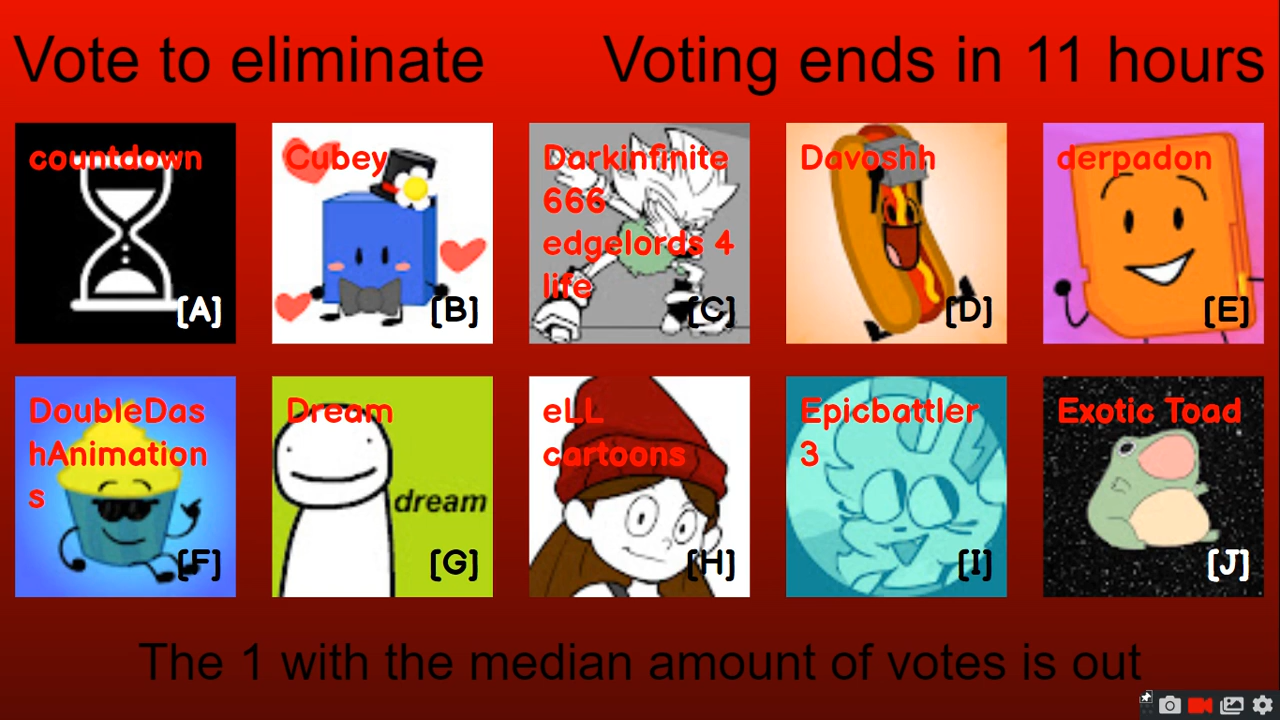 Vote to eliminate
Voting ends in 11 hours
countdown
[A]
Cubey
[B]
Darkinfinite
666
edgelords 4
life
[C]
Davoshh
[D]
derpadon
[E]
DoubleDas
hAnimation
s
[F]
Dream
dream
[G]
eLL
cartoons
[H]
Epicbattler
3
[I]
Exotic Toad
[J]
The 1 with the median amount of votes is out